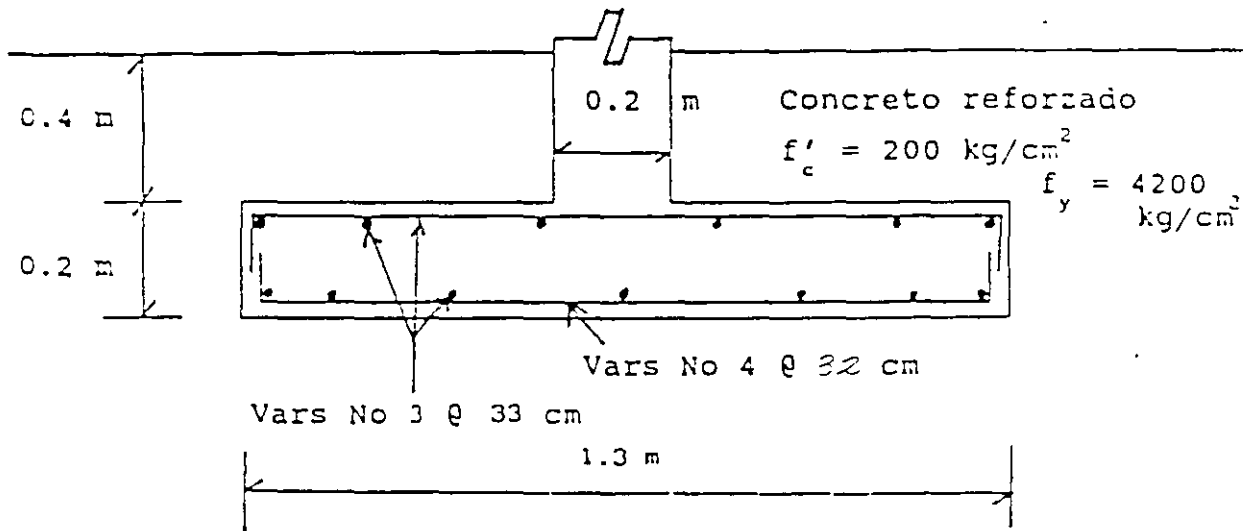 0.4 m
0.2 m
Concreto reforzado
f'c = 200 kg/cm²
fy = 4200
kg/cm²
0.2 m
Vars No 4 @ 32 cm
Vars No 3 @ 33 cm
1.3 m